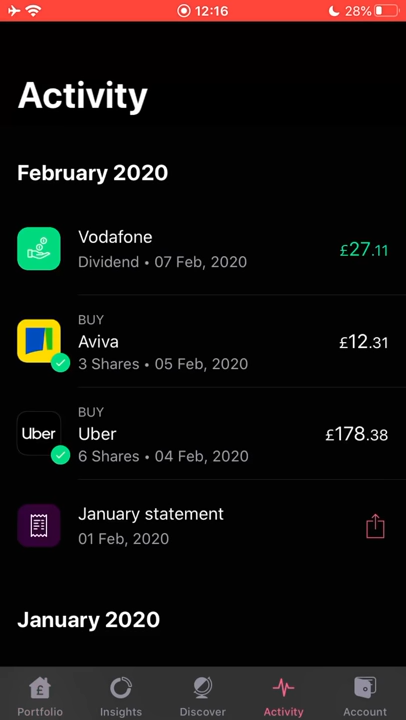 12:16
28%
Activity
February 2020
Vodafone
£27.11
Dividend • 07 Feb, 2020
BUY
Aviva
£12.31
3 Shares • 05 Feb, 2020
BUY
Uber
Uber
£178.38
6 Shares • 04 Feb, 2020
January statement
01 Feb, 2020
January 2020
£
Portfolio
Insights
Discover
Activity
Account